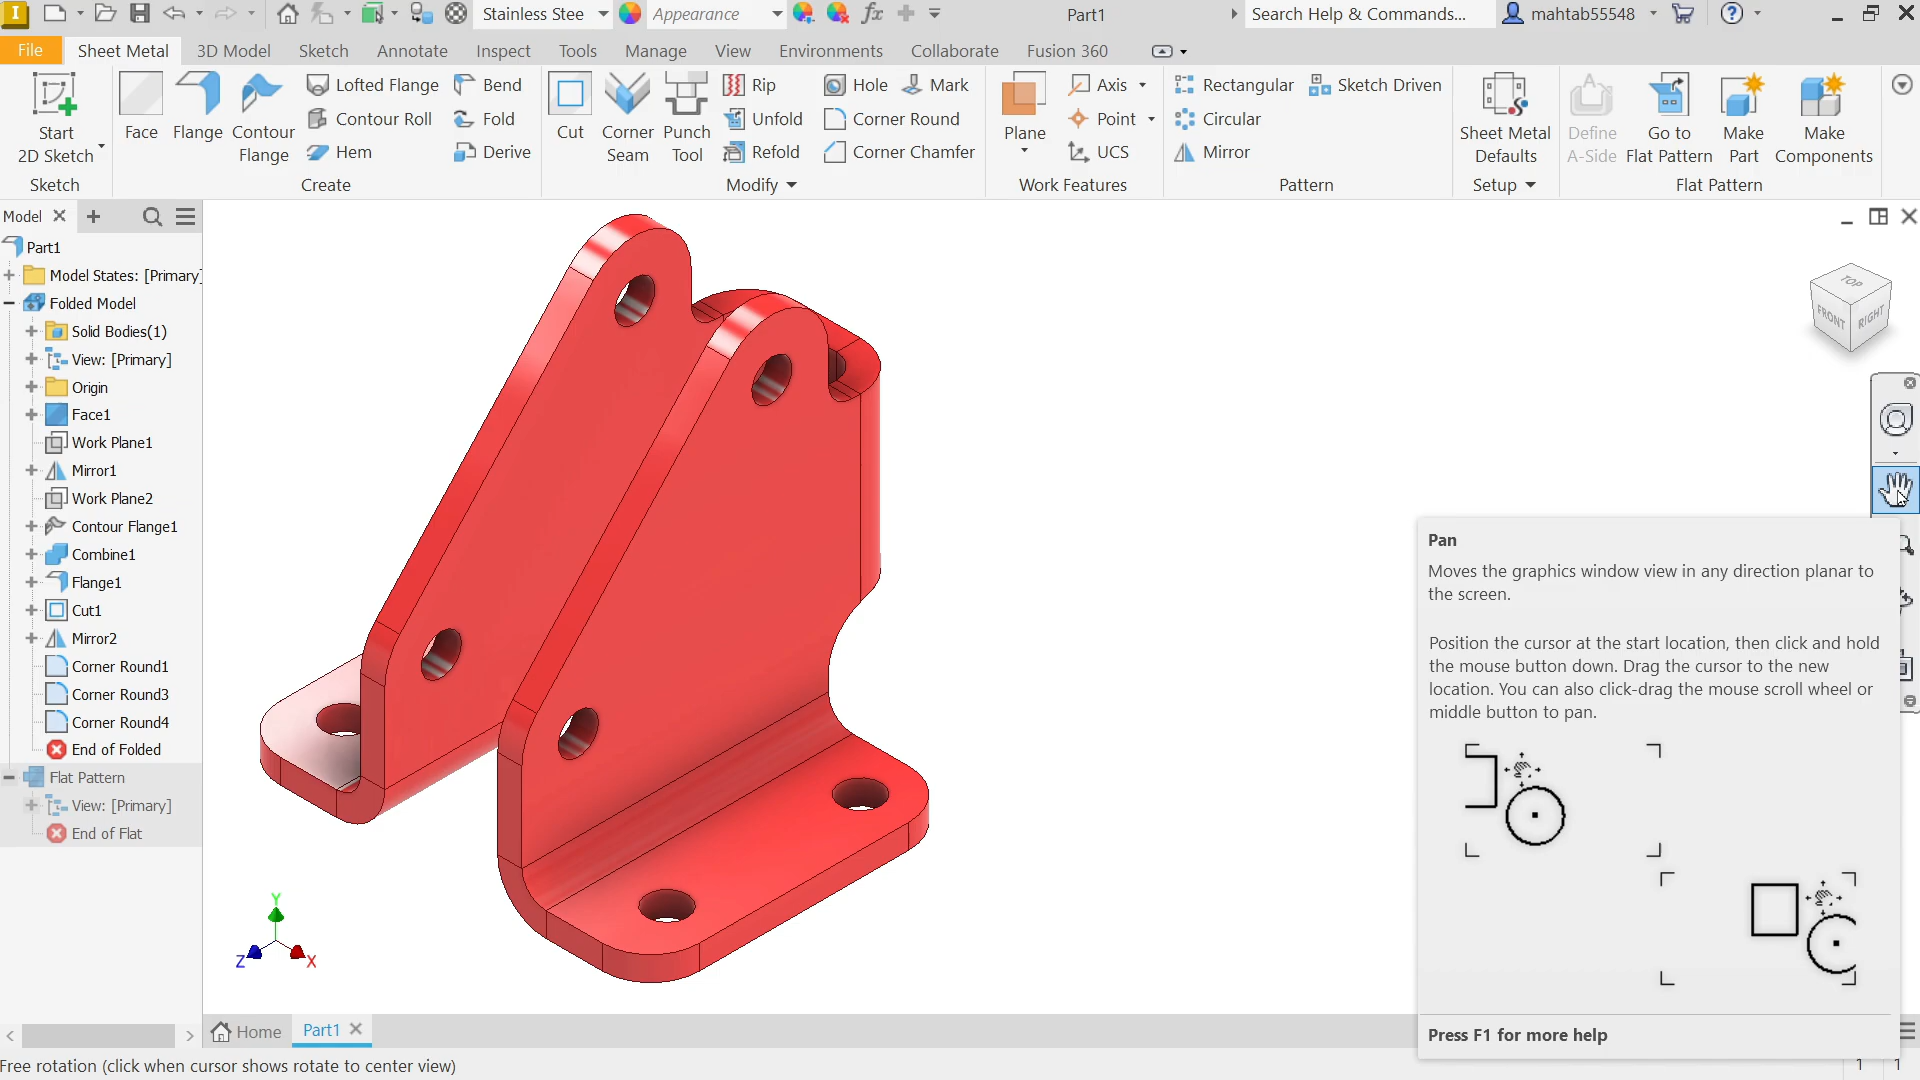 Stainless Stee
Appearance
fx
Part1
Search Help & Commands...
mahtab55548
File
Sheet Metal
3D Model
Sketch
Annotate
Inspect
Tools
Manage
View
Environments
Collaborate
Fusion 360
Start
2D Sketch
Sketch
Face
Flange
Contour
Flange
Lofted Flange
Contour Roll
Hem
Bend
Fold
Derive
Create
Cut
Corner
Seam
Punch
Tool
Rip
Unfold
Refold
Hole
Mark
Corner Round
Corner Chamfer
Modify
Plane
Axis
Point
UCS
Work Features
Rectangular
Sketch Driven
Circular
Mirror
Pattern
Sheet Metal
Defaults
Setup
Define
A-Side
Go to
Flat Pattern
Make
Part
Make
Components
Flat Pattern
Model
Part1
Model States: [Primary]
Folded Model
Solid Bodies(1)
View: [Primary]
Origin
Face1
Work Plane1
Mirror1
Work Plane2
Contour Flange1
Combine1
Flange1
Cut1
Mirror2
Corner Round1
Corner Round3
Corner Round4
End of Folded
Flat Pattern
View: [Primary]
End of Flat
TOP
FRONT
RIGHT
Y
Z
X
Pan
Moves the graphics window view in any direction planar to
the screen.
Position the cursor at the start location, then click and hold
the mouse button down. Drag the cursor to the new
location. You can also click-drag the mouse scroll wheel or
middle button to pan.
Press F1 for more help
Home
Part1
Free rotation (click when cursor shows rotate to center view)
1
1